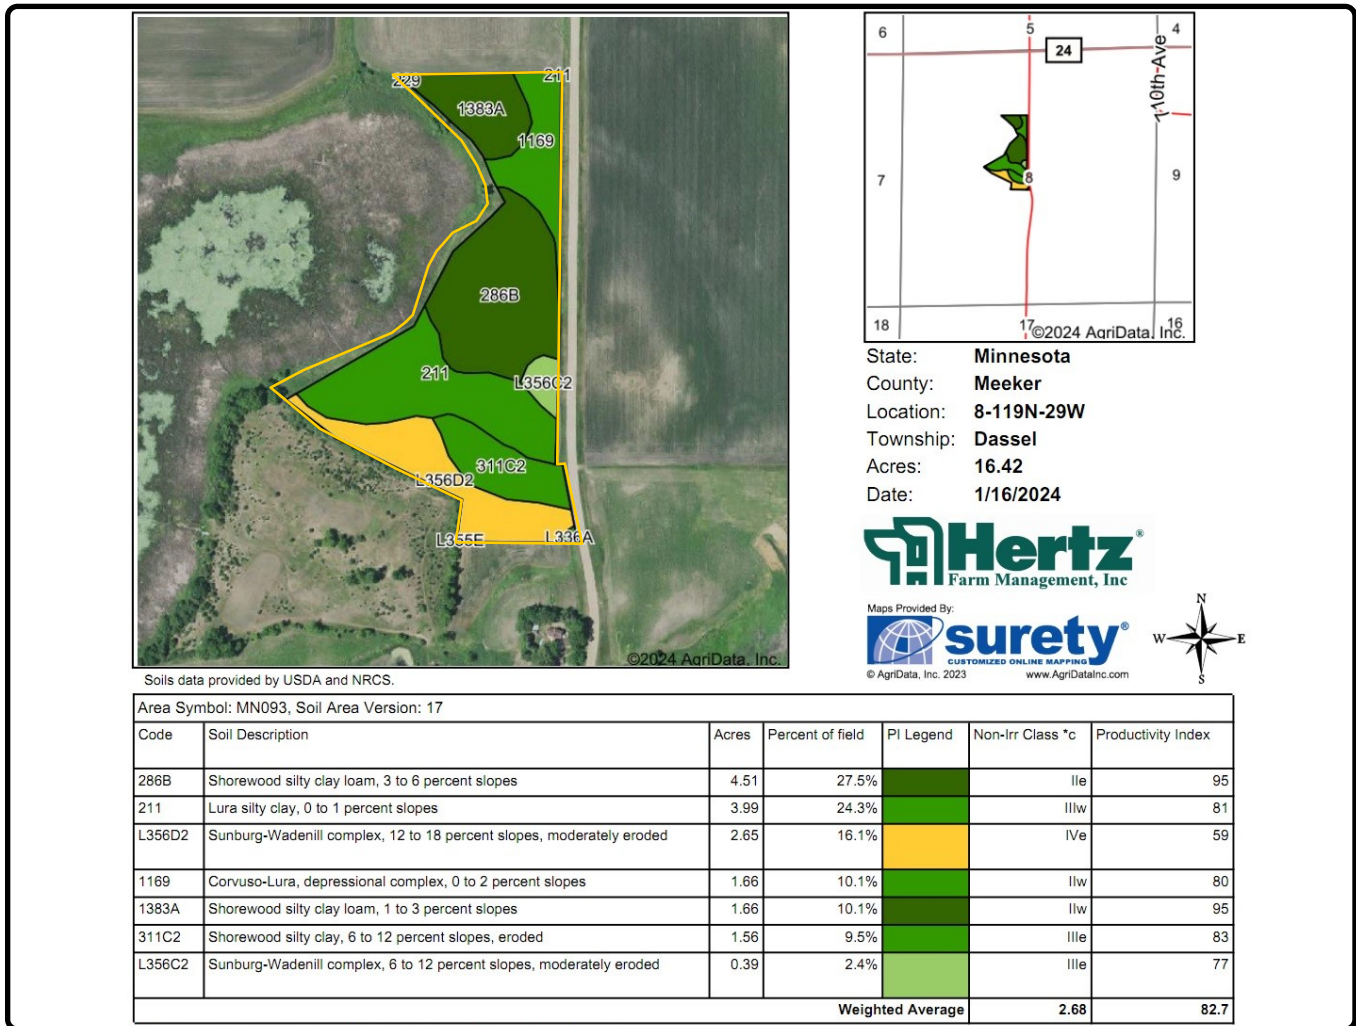 229
211
1383A
1169
286B
211
L356C2
311C2
L356D2
L355E
L336A
©2024 AgriData, Inc.
Soils data provided by USDA and NRCS.
6
5
4
24
110th-Ave
7
8
9
18
17
16
©2024 AgriData, Inc.
State: Minnesota
County: Meeker
Location: 8-119N-29W
Township: Dassel
Acres: 16.42
Date: 1/16/2024
Hertz®
Farm Management, Inc
Maps Provided By:
surety®
CUSTOMIZED ONLINE MAPPING
© AgriData, Inc. 2023 www.AgriDataInc.com
N
W E
S
Area Symbol: MN093, Soil Area Version: 17
Code Soil Description Acres Percent of field PI Legend Non-Irr Class *c Productivity Index
286B Shorewood silty clay loam, 3 to 6 percent slopes 4.51 27.5% IIe 95
211 Lura silty clay, 0 to 1 percent slopes 3.99 24.3% IIIw 81
L356D2 Sunburg-Wadenill complex, 12 to 18 percent slopes, moderately eroded 2.65 16.1% IVe 59
1169 Corvuso-Lura, depressional complex, 0 to 2 percent slopes 1.66 10.1% IIw 80
1383A Shorewood silty clay loam, 1 to 3 percent slopes 1.66 10.1% IIw 95
311C2 Shorewood silty clay, 6 to 12 percent slopes, eroded 1.56 9.5% IIIe 83
L356C2 Sunburg-Wadenill complex, 6 to 12 percent slopes, moderately eroded 0.39 2.4% IIIe 77
Weighted Average 2.68 82.7